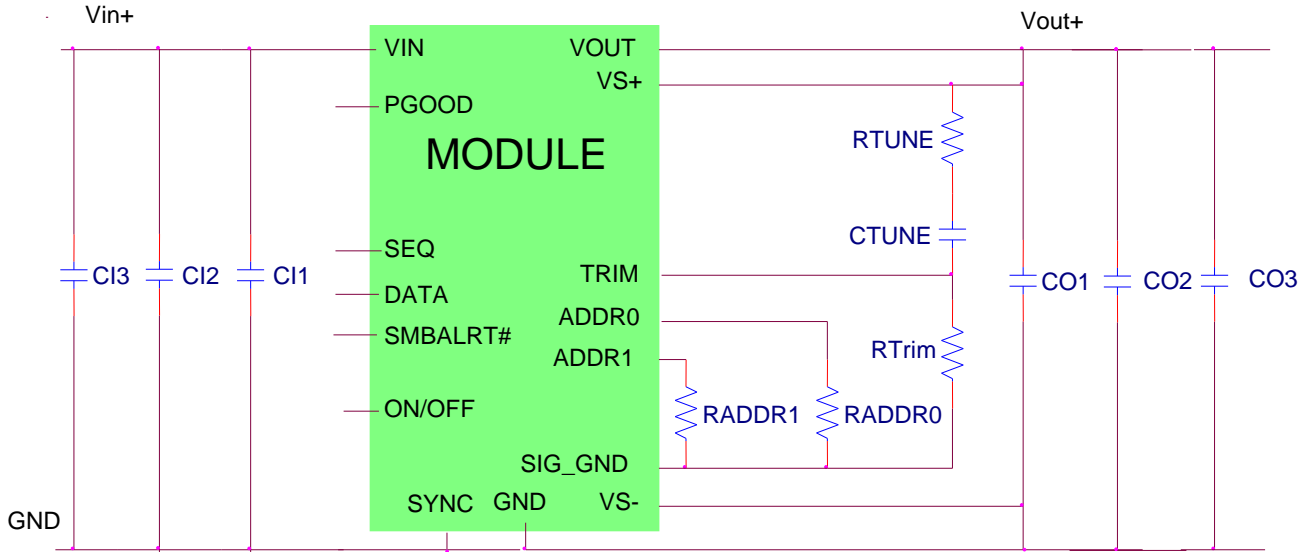 Vin+
Vout+
VIN
VOUT
VS+
PGOOD
MODULE
RTUNE
CTUNE
SEQ
TRIM
CI3
CI2
CI1
CO1
CO2
CO3
DATA
ADDR0
SMBALRT#
ADDR1
RTrim
ON/OFF
RADDR1
RADDR0
SIG_GND
SYNC
GND
VS-
GND